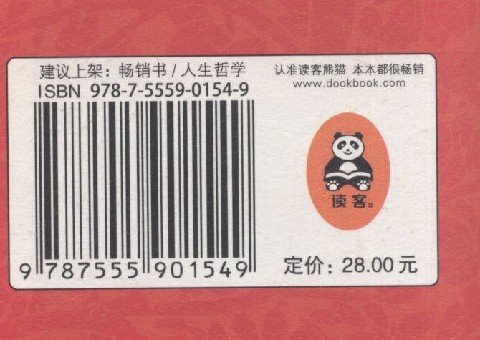 建议上架：畅销书/人生哲学
ISBN 978-7-5559-0154-9
9 787555 901549
认准读客熊猫 本本都很畅销
www.dookbook.com
读客
定价：28.00元